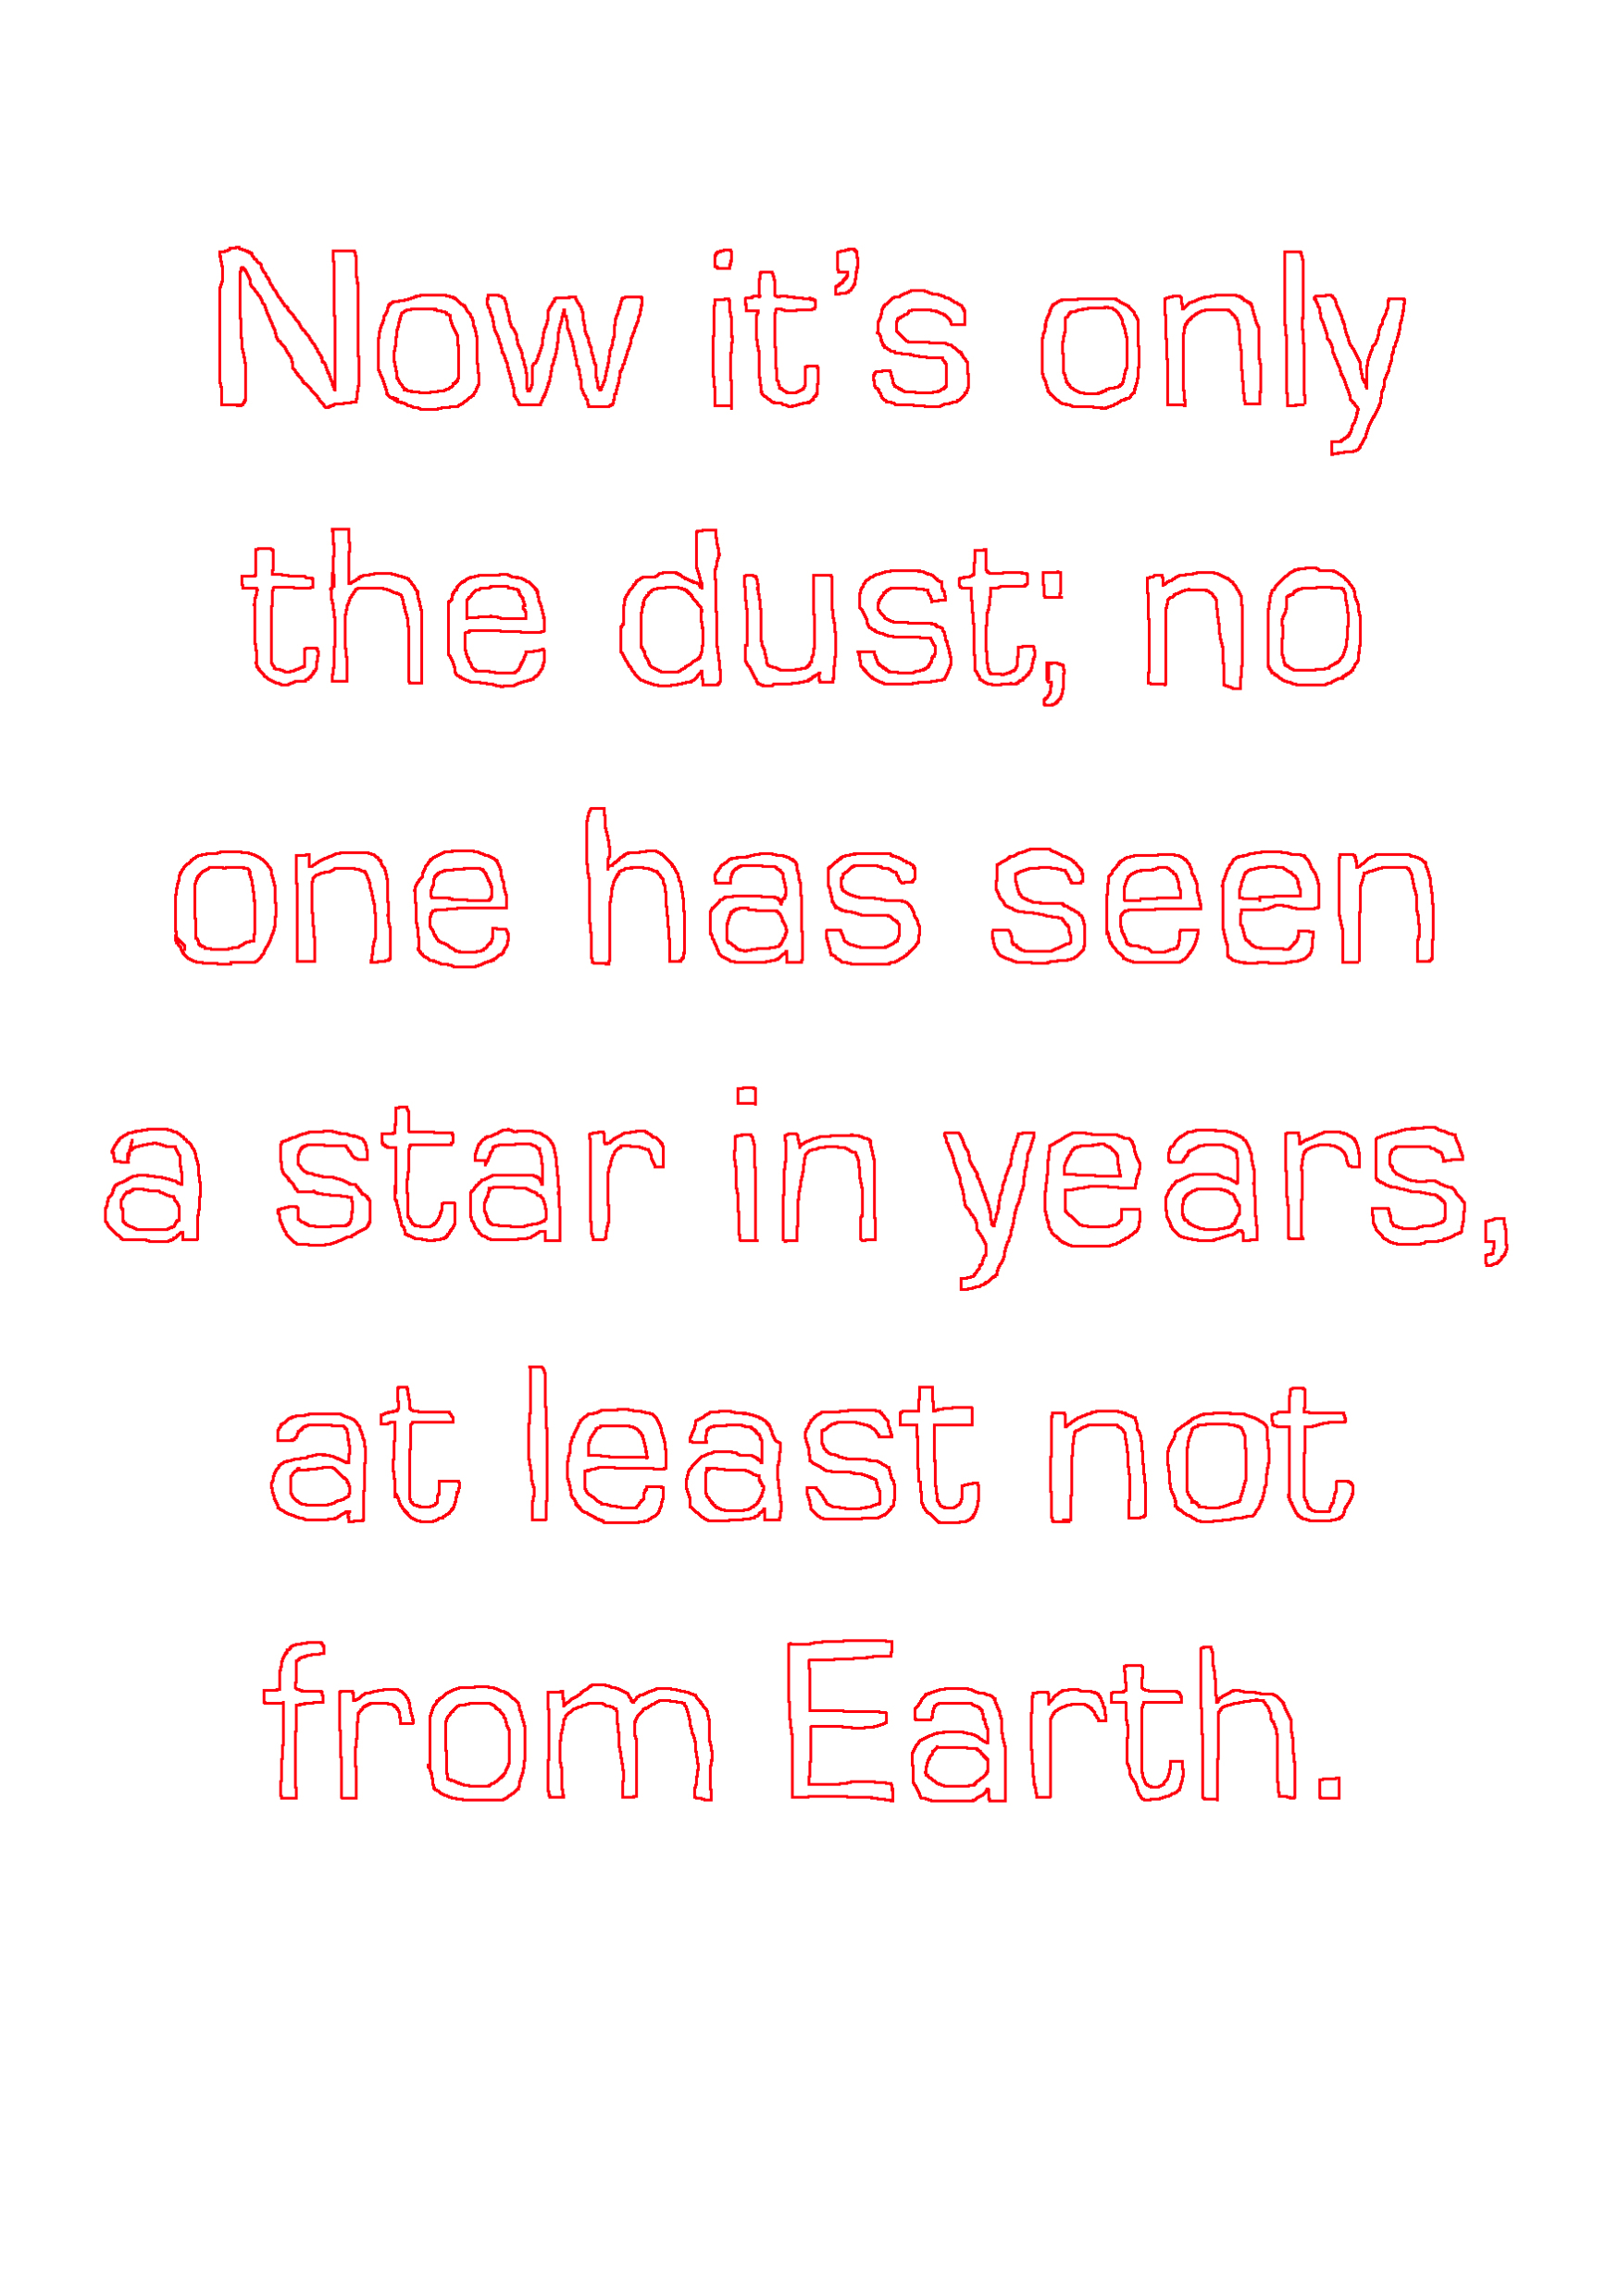 Now it’s only
the dust; no
one has seen
a star in years,
at least not
from Earth.